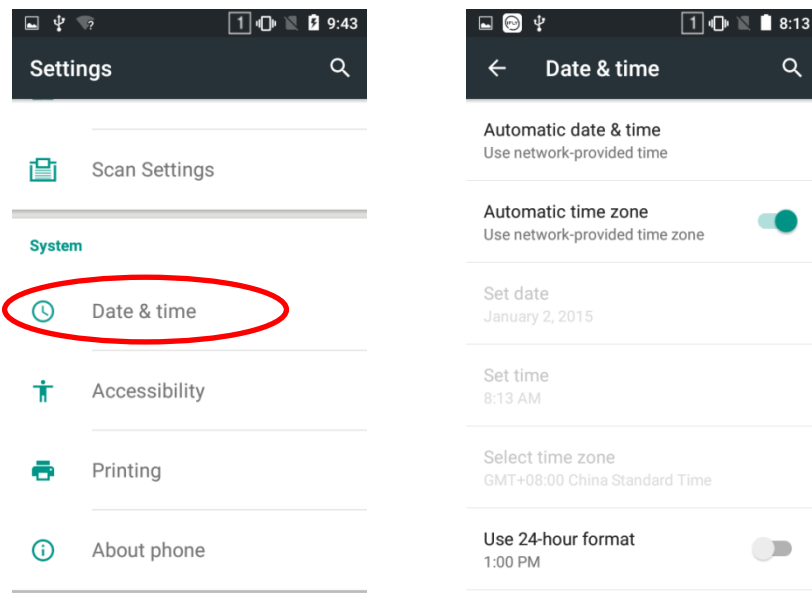 1 9:43
Settings
Scan Settings
System
Date & time
Accessibility
Printing
About phone
1 8:13
Date & time
Automatic date & time
Use network-provided time
Automatic time zone
Use network-provided time zone
Set date
January 2, 2015
Set time
8:13 AM
Select time zone
GMT+08:00 China Standard Time
Use 24-hour format
1:00 PM